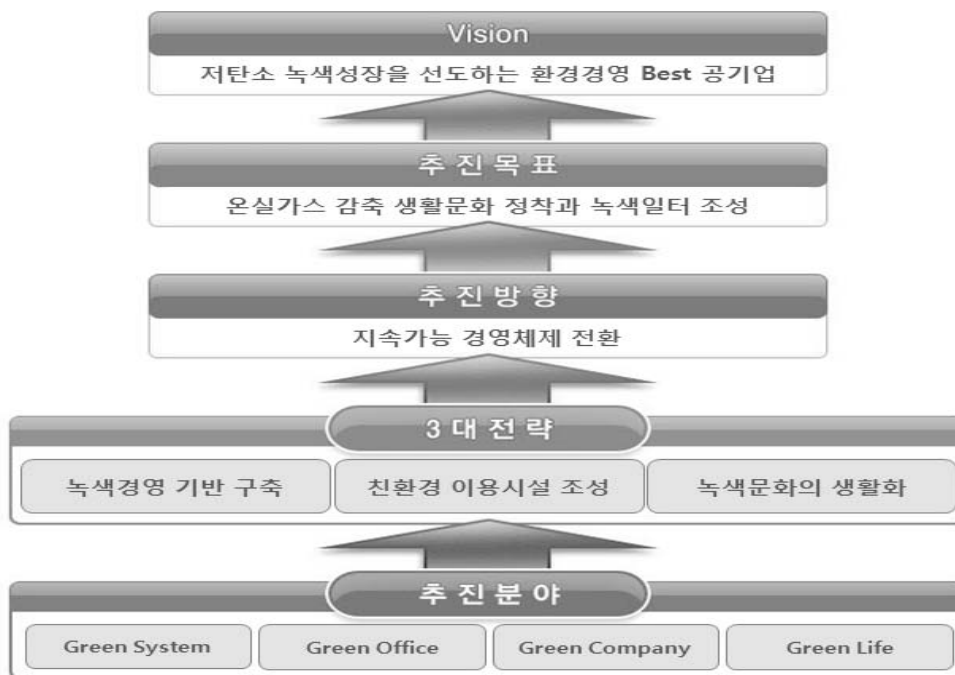 Vision
저탄소 녹색성장을 선도하는 환경경영 Best 공기업
추 진 목 표
온실가스 감축 생활문화 정착과 녹색일터 조성
추 진 방 향
지속가능 경영체제 전환
3 대 전 략
녹색경영 기반 구축 친환경 이용시설 조성 녹색문화의 생활화
추 진 분 야
Green System Green Office Green Company Green Life